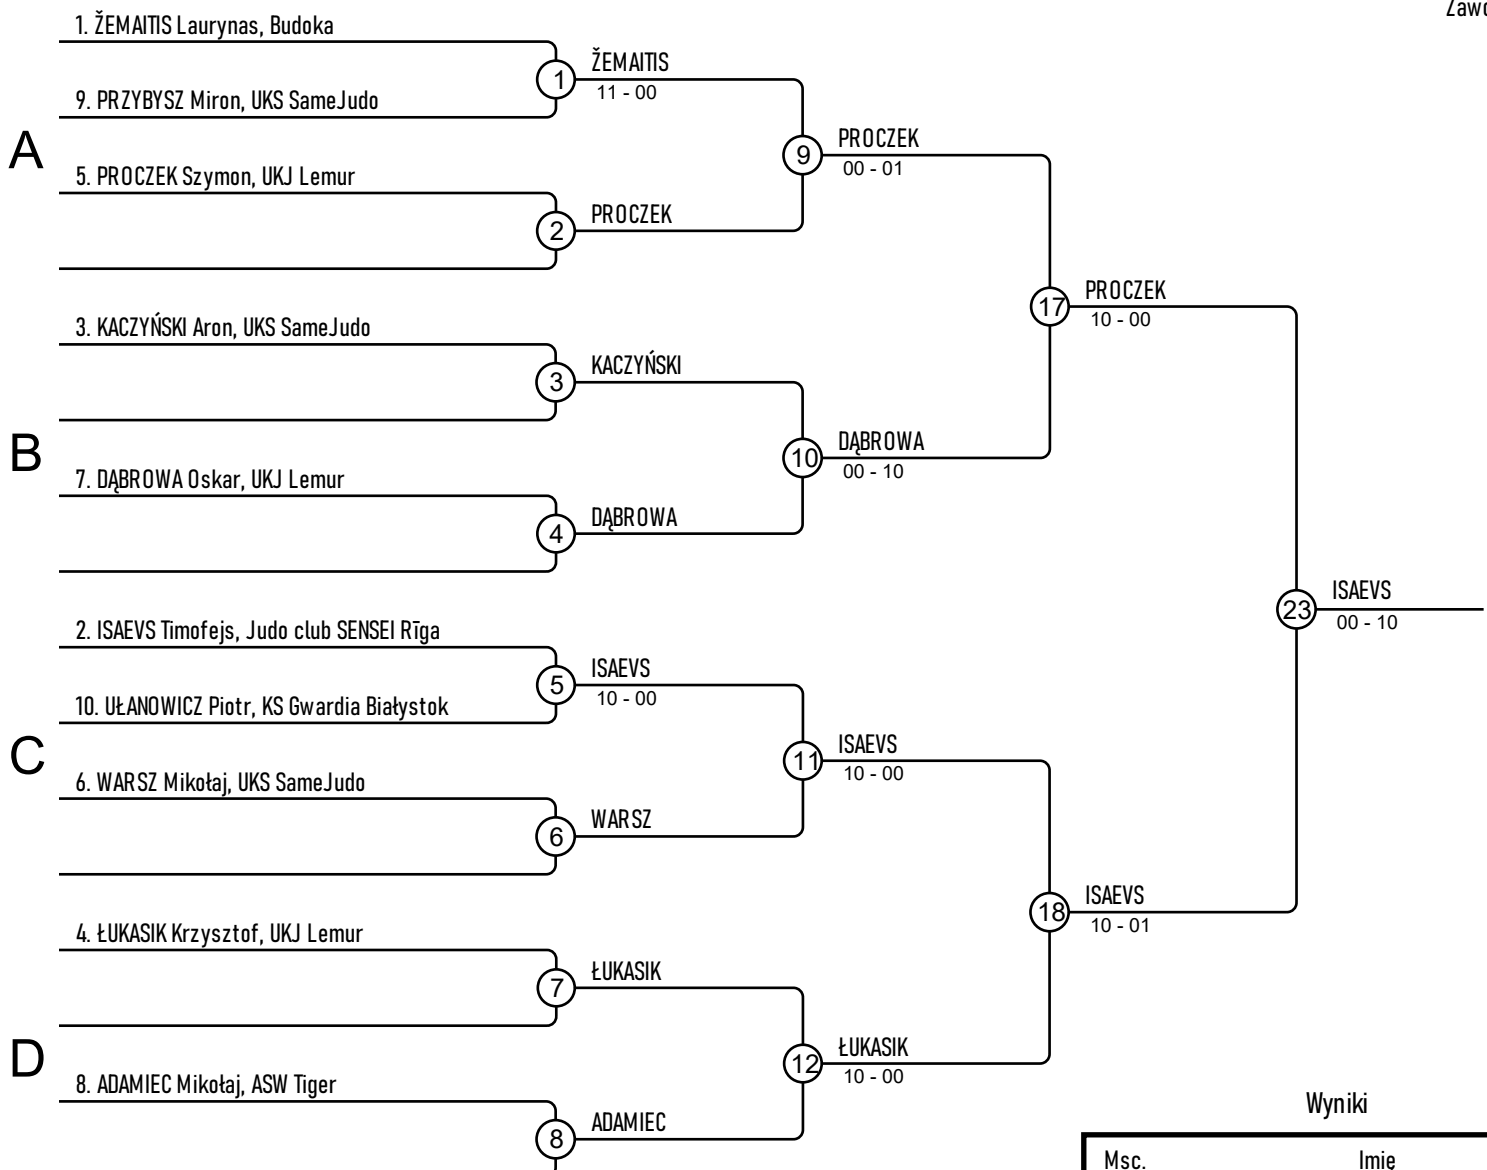 Zawo
1. ŽEMAITIS Laurynas, Budoka
1
ŽEMAITIS
11 - 00
9. PRZYBYSZ Miron, UKS SameJudo
A
9
PROCZEK
00 - 01
5. PROCZEK Szymon, UKJ Lemur
2
PROCZEK
17
PROCZEK
10 - 00
3. KACZYŃSKI Aron, UKS SameJudo
3
KACZYŃSKI
B
10
DĄBROWA
00 - 10
7. DĄBROWA Oskar, UKJ Lemur
4
DĄBROWA
23
ISAEVS
00 - 10
2. ISAEVS Timofejs, Judo club SENSEI Rīga
5
ISAEVS
10 - 00
10. UŁANOWICZ Piotr, KS Gwardia Białystok
C
11
ISAEVS
10 - 00
6. WARSZ Mikołaj, UKS SameJudo
6
WARSZ
18
ISAEVS
10 - 01
4. ŁUKASIK Krzysztof, UKJ Lemur
7
ŁUKASIK
D
12
ŁUKASIK
10 - 00
8. ADAMIEC Mikołaj, ASW Tiger
8
ADAMIEC
Wyniki
Msc. Imię